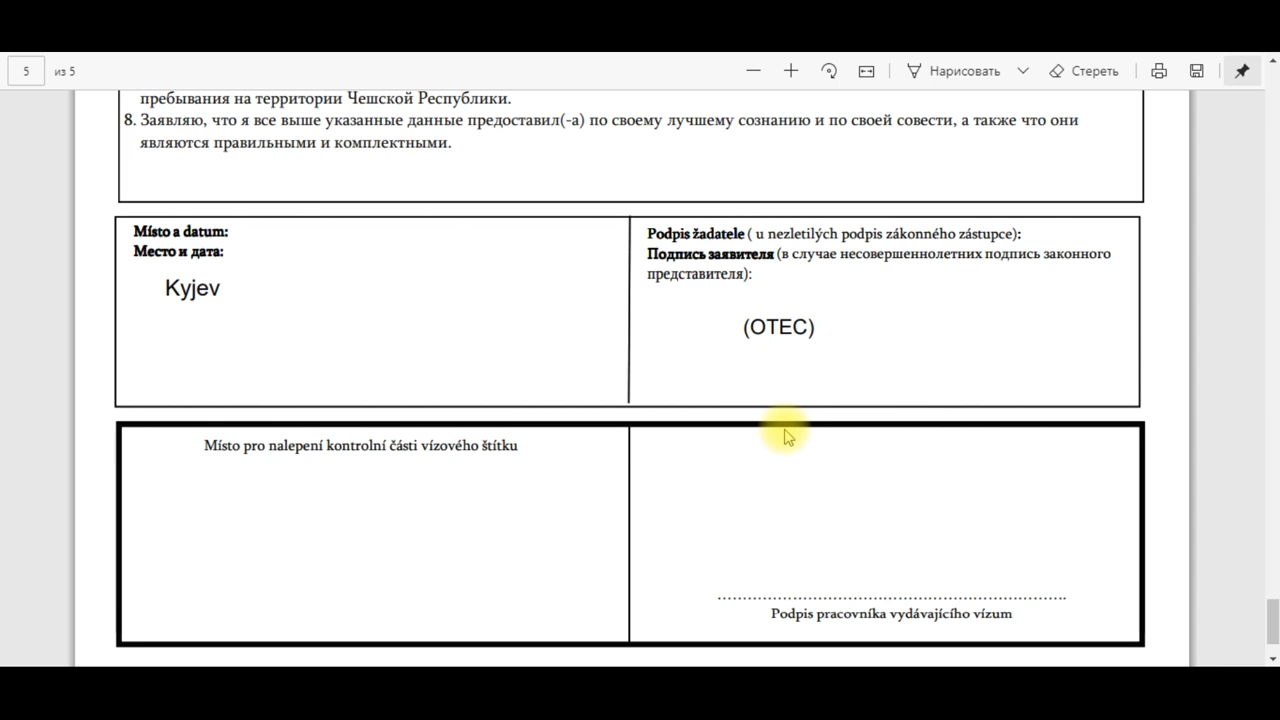 5 из 5 Нарисовать Стереть
пребывания на территории Чешской Республики.
8. Заявляю, что я все выше указанные данные предоставил(-а) по своему лучшему сознанию и по своей совести, а также что они
являются правильными и комплектными.
Místo a datum:
Место и дата:
Kyjev
Podpis žadatele ( u nezletilých podpis zákonného zástupce):
Подпись заявителя (в случае несовершеннолетних подпись законного
представителя):
(OTEC)
Místo pro nalepení kontrolní části vízového štítku
................................................................
Podpis pracovníka vydávajícího vízum